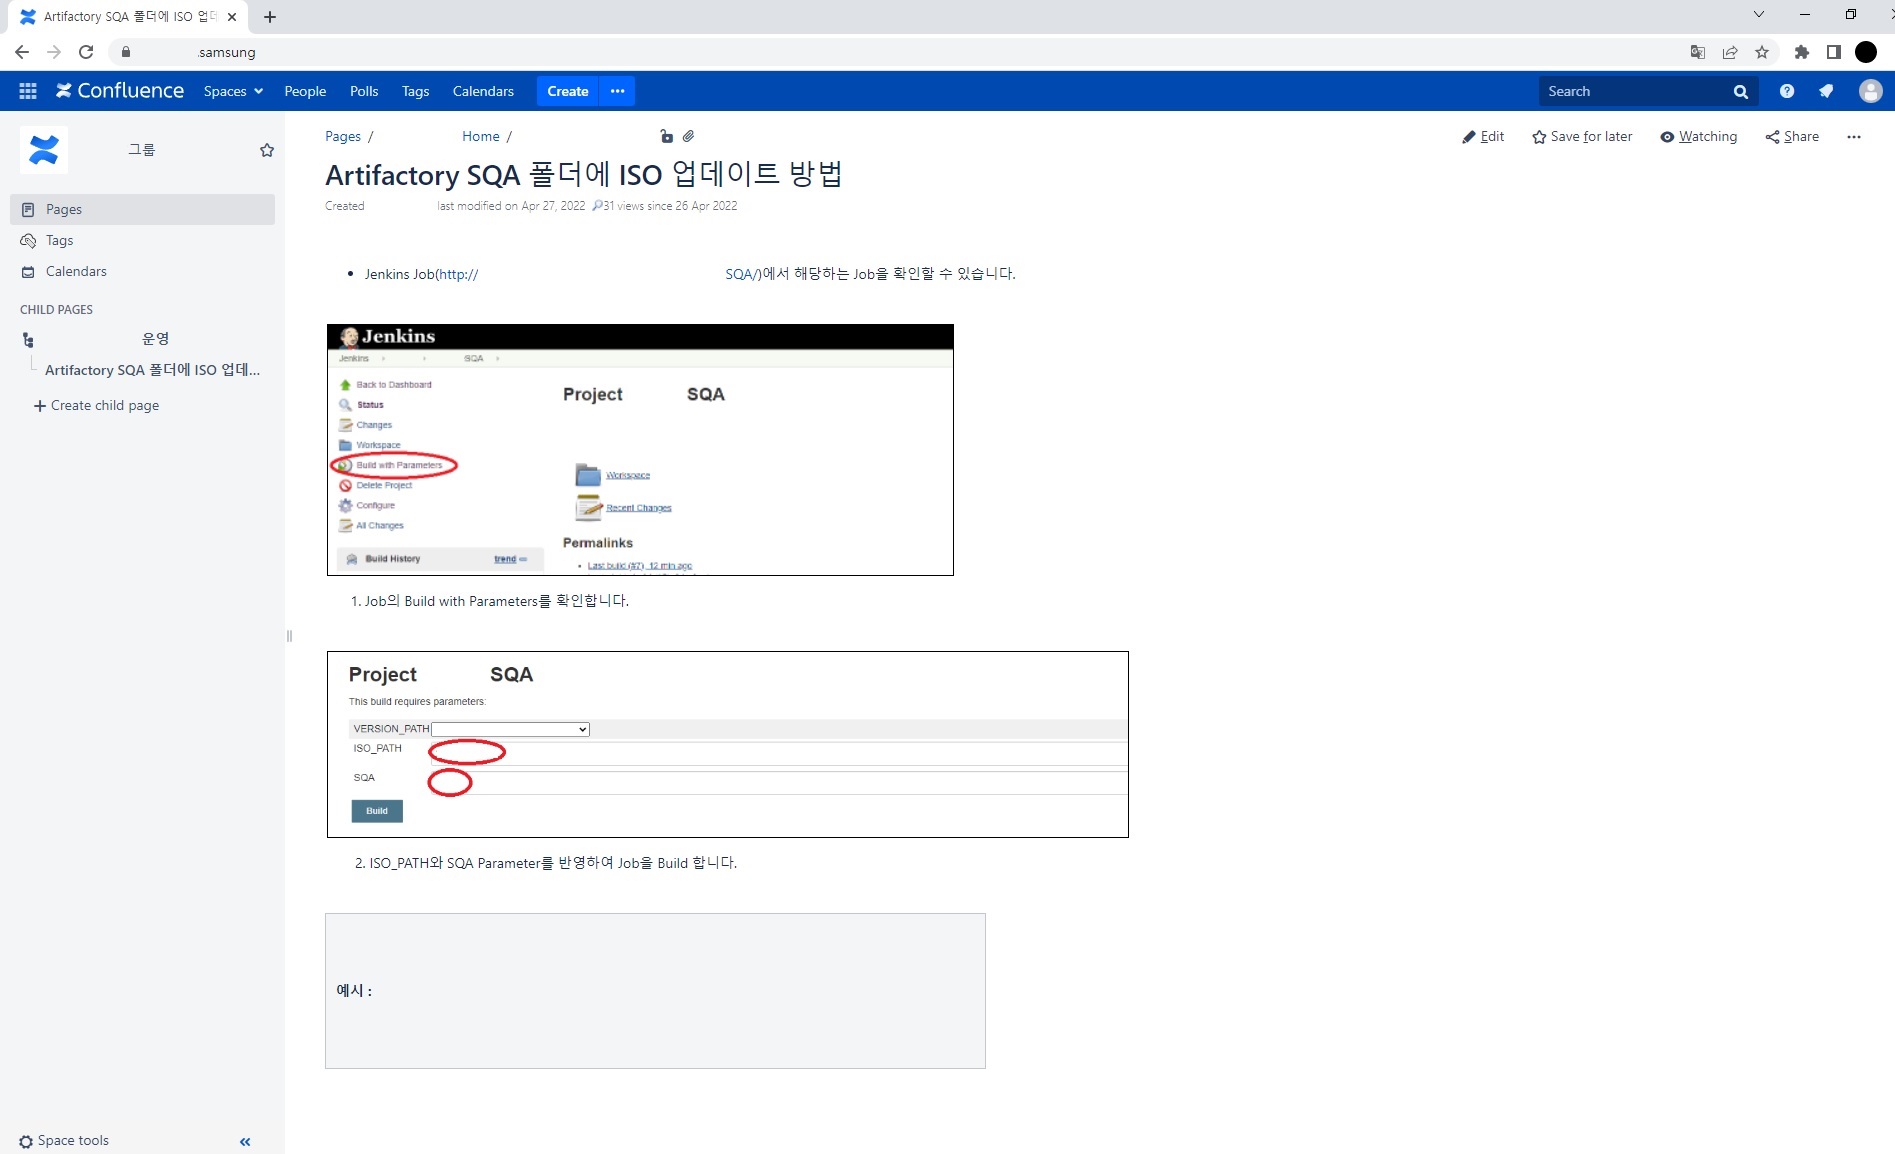 Artifactory SQA 폴더에 ISO 업데
.samsung
Confluence Spaces People Polls Tags Calendars Create ··· Search
그룹
Pages
Tags
Calendars
CHILD PAGES
운영
Artifactory SQA 폴더에 ISO 업데...
+ Create child page
Space tools
Pages / Home /
Edit Save for later Watching Share ···
Artifactory SQA 폴더에 ISO 업데이트 방법
Created last modified on Apr 27, 2022 31 views since 26 Apr 2022
• Jenkins Job(http:// SQA/)에서 해당하는 Job을 확인할 수 있습니다.
Jenkins
Jenkins › › SQA ›
Back to Dashboard
Status
Changes
Workspace
Build with Parameters
Delete Project
Configure
All Changes
Build History trend
Project SQA
Workspace
Recent Changes
Permalinks
• Last build (#7), 12 min ago
1. Job의 Build with Parameters를 확인합니다.
Project SQA
This build requires parameters:
VERSION_PATH
ISO_PATH
SQA
Build
2. ISO_PATH와 SQA Parameter를 반영하여 Job을 Build 합니다.
예시 :